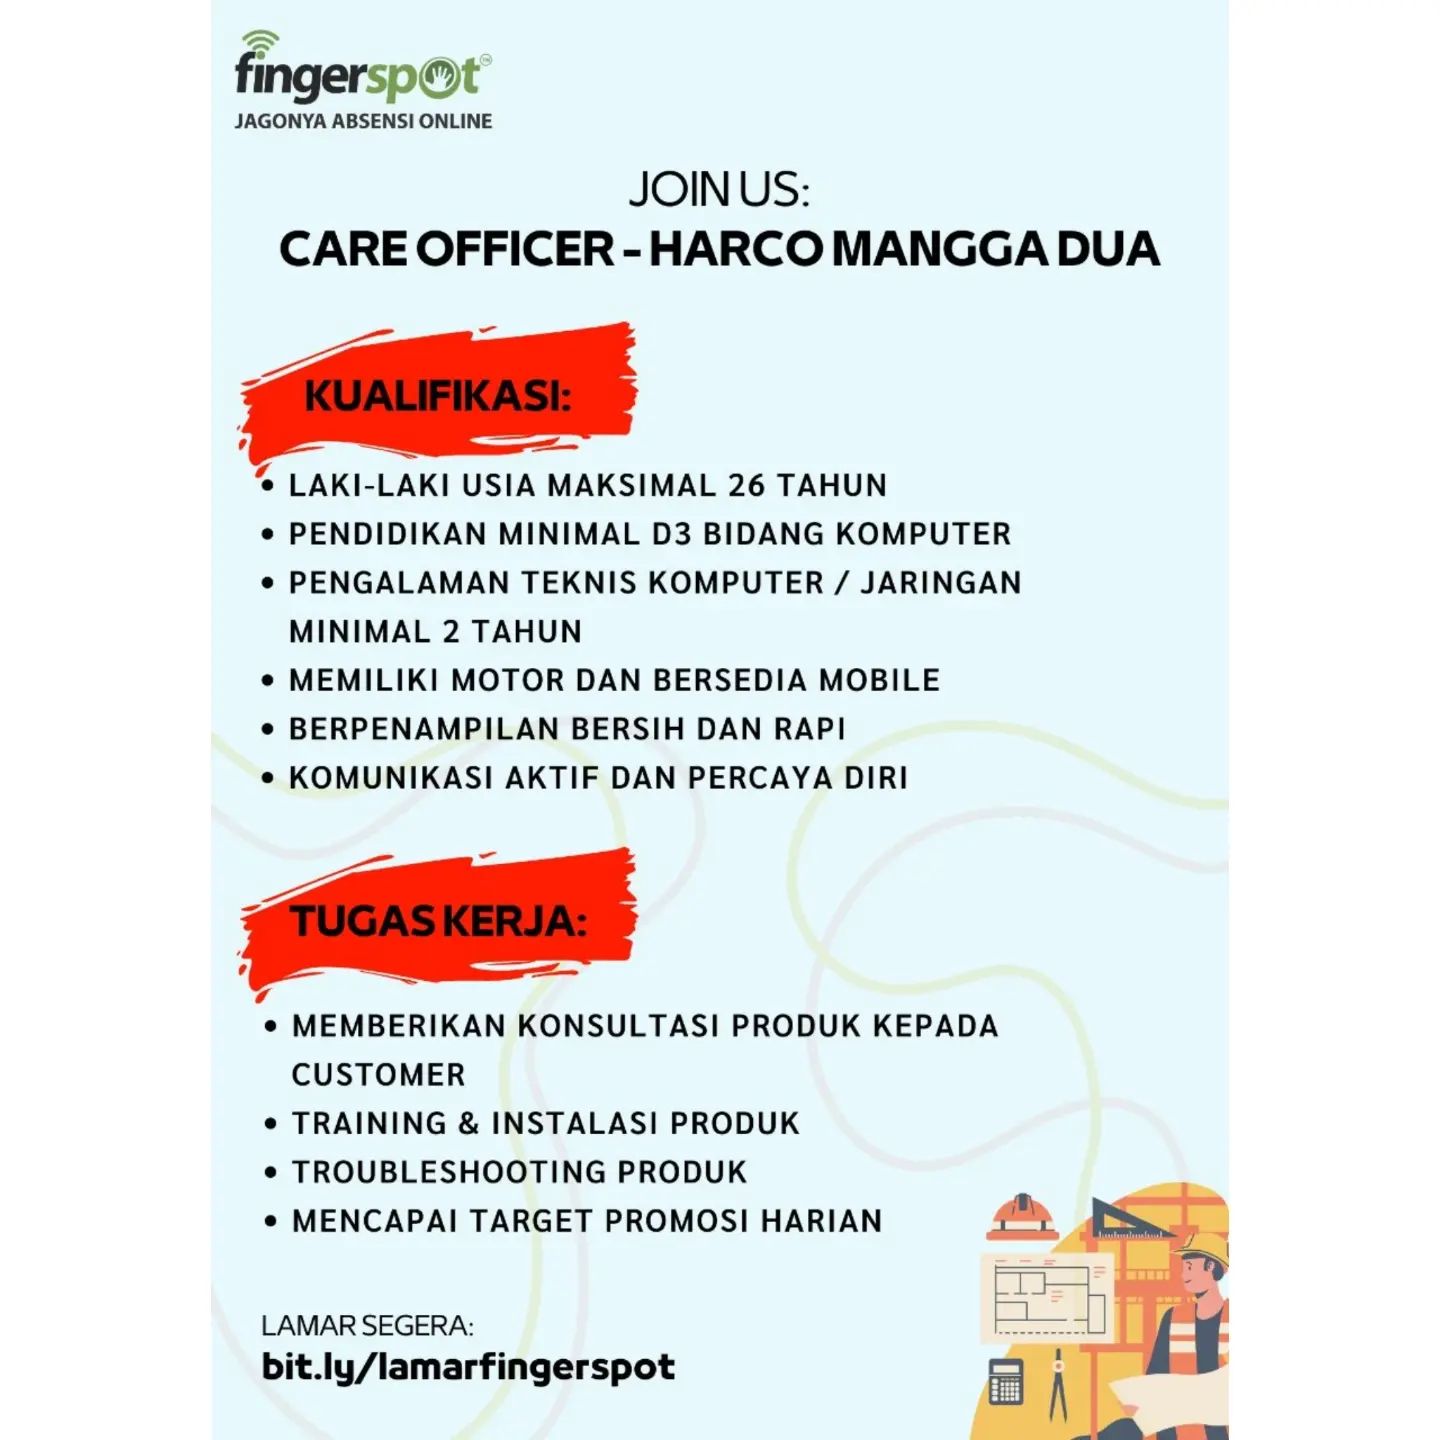 fingerspot
JAGONYA ABSENSI ONLINE
JOIN US:
CARE OFFICER - HARCO MANGGA DUA
KUALIFIKASI:
• LAKI-LAKI USIA MAKSIMAL 26 TAHUN
• PENDIDIKAN MINIMAL D3 BIDANG KOMPUTER
• PENGALAMAN TEKNIS KOMPUTER / JARINGAN
MINIMAL 2 TAHUN
• MEMILIKI MOTOR DAN BERSEDIA MOBILE
• BERPENAMPILAN BERSIH DAN RAPI
• KOMUNIKASI AKTIF DAN PERCAYA DIRI
TUGAS KERJA:
• MEMBERIKAN KONSULTASI PRODUK KEPADA
CUSTOMER
• TRAINING & INSTALASI PRODUK
• TROUBLESHOOTING PRODUK
• MENCAPAI TARGET PROMOSI HARIAN
LAMAR SEGERA:
bit.ly/lamarfingerspot